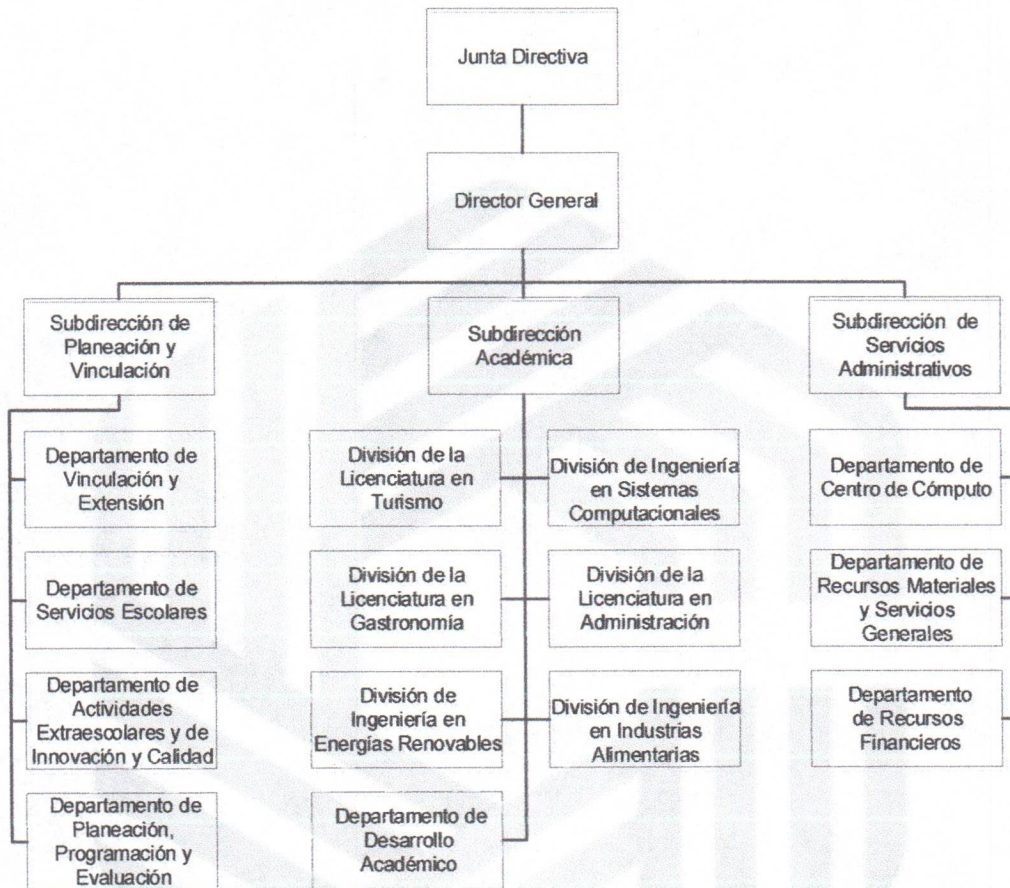 Junta Directiva
Director General
Subdirección de
Planeación y
Vinculación
Subdirección
Académica
Subdirección de
Servicios
Administrativos
Departamento de
Vinculación y
Extensión
División de la
Licenciatura en
Turismo
División de Ingeniería
en Sistemas
Computacionales
Departamento de
Centro de Cómputo
Departamento de
Servicios Escolares
División de la
Licenciatura en
Gastronomía
División de la
Licenciatura en
Administración
Departamento de
Recursos Materiales
y Servicios
Generales
Departamento de
Actividades
Extraescolares y de
Innovación y Calidad
División de
Ingeniería en
Energías Renovables
División de Ingeniería
en Industrias
Alimentarias
Departamento
de Recursos
Financieros
Departamento de
Planeación,
Programación y
Evaluación
Departamento de
Desarrollo
Académico